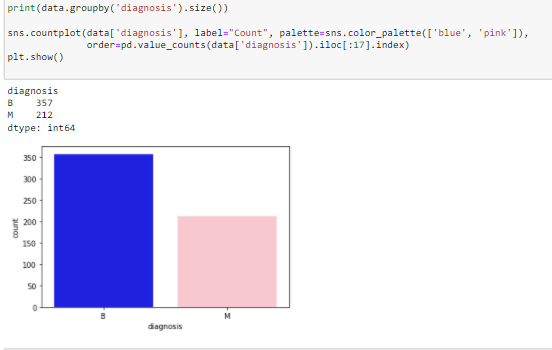 print(data.groupby('diagnosis').size())
sns.countplot(data['diagnosis'], label="Count", palette=sns.color_palette(['blue', 'pink']),
order=pd.value_counts(data['diagnosis']).iloc[:17].index)
plt.show()
diagnosis
B    357
M    212
dtype: int64
350
300
250
200
150
100
50
0
count
B M
diagnosis